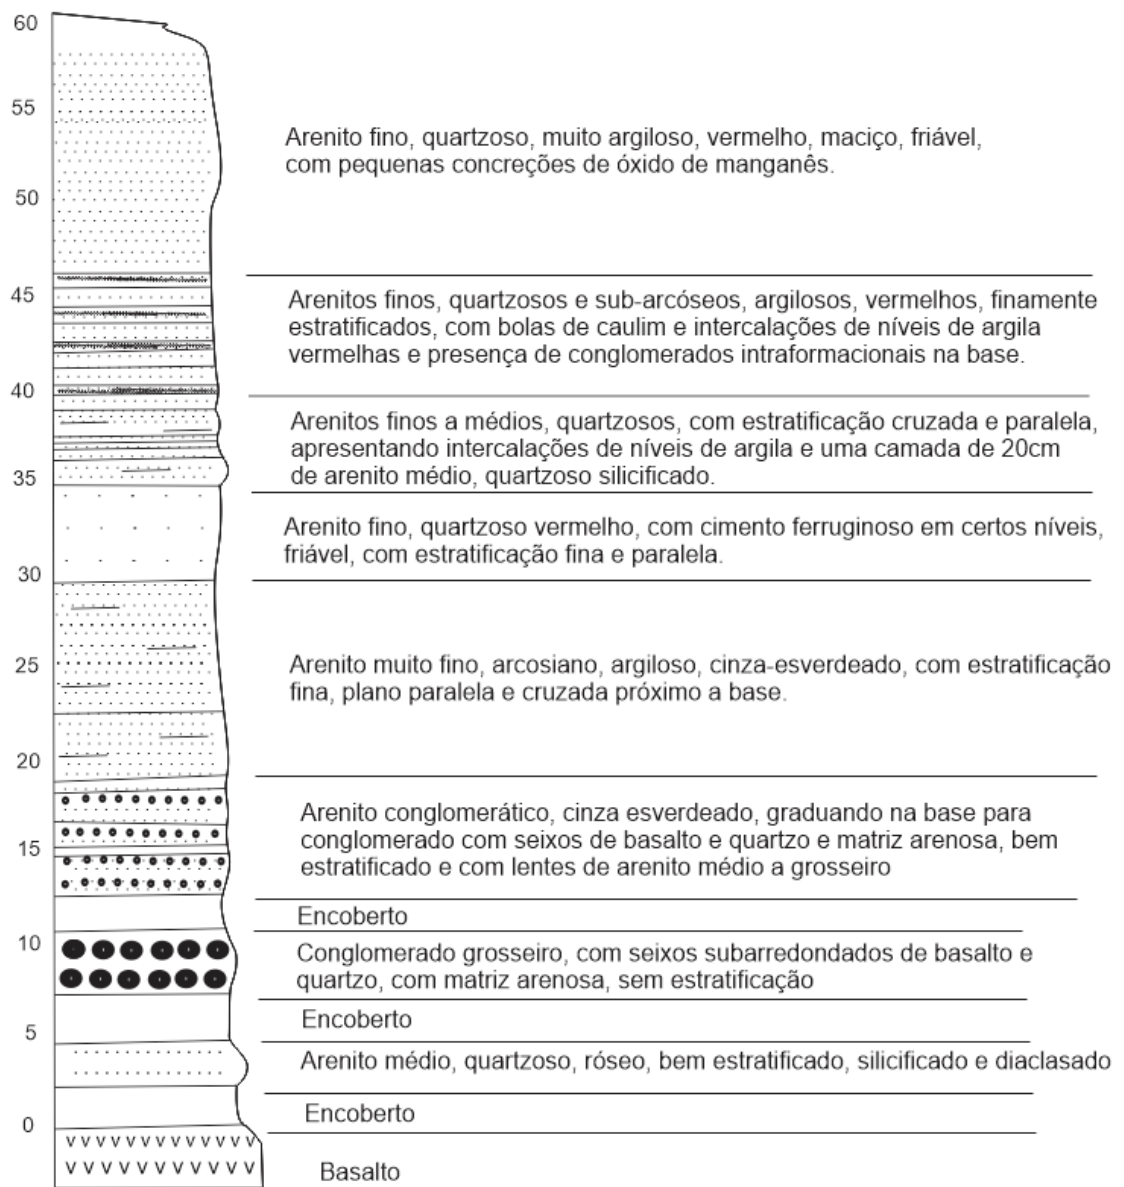 60
55
Arenito fino, quartzoso, muito argiloso, vermelho, maciço, friável,
com pequenas concreções de óxido de manganês.
50
45
Arenitos finos, quartzosos e sub-arcóseos, argilosos, vermelhos, finamente
estratificados, com bolas de caulim e intercalações de níveis de argila
vermelhas e presença de conglomerados intraformacionais na base.
40
Arenitos finos a médios, quartzosos, com estratificação cruzada e paralela,
apresentando intercalações de níveis de argila e uma camada de 20cm
de arenito médio, quartzoso silicificado.
35
Arenito fino, quartzoso vermelho, com cimento ferruginoso em certos níveis,
friável, com estratificação fina e paralela.
30
25
Arenito muito fino, arcosiano, argiloso, cinza-esverdeado, com estratificação
fina, plano paralela e cruzada próximo a base.
20
Arenito conglomerático, cinza esverdeado, graduando na base para
conglomerado com seixos de basalto e quartzo e matriz arenosa, bem
estratificado e com lentes de arenito médio a grosseiro
15
Encoberto
10
Conglomerado grosseiro, com seixos subarredondados de basalto e
quartzo, com matriz arenosa, sem estratificação
Encoberto
5
Arenito médio, quartzoso, róseo, bem estratificado, silicificado e diaclasado
Encoberto
0
Basalto